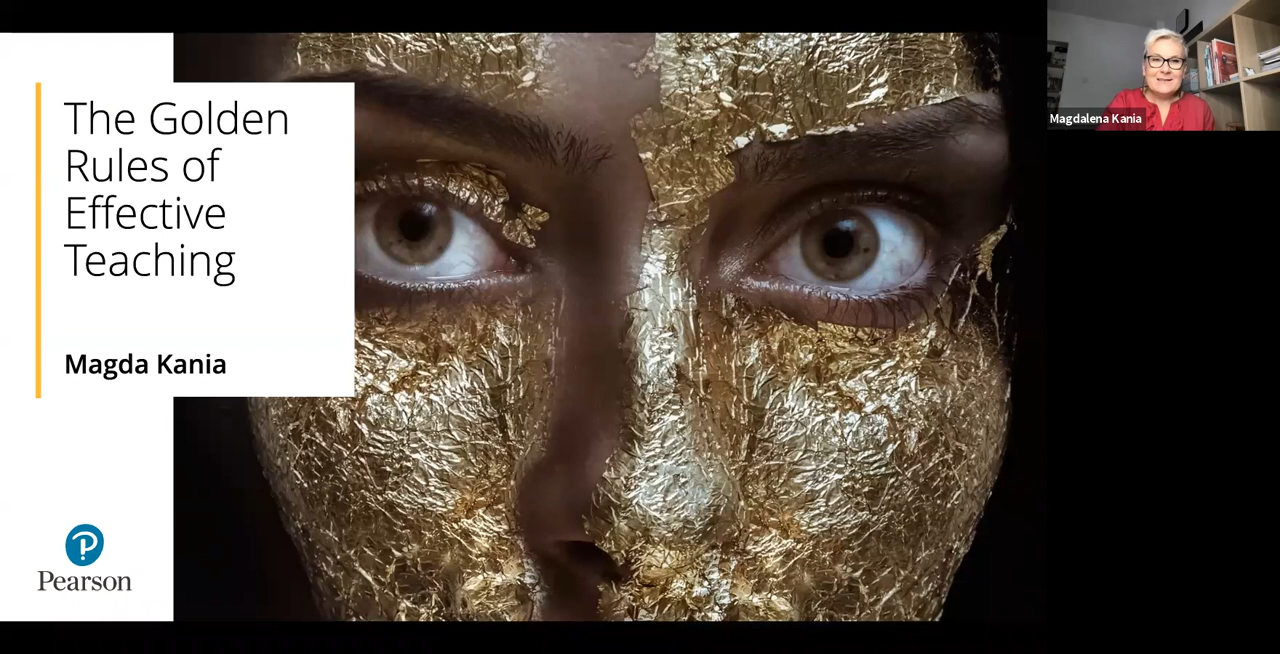 The Golden
Rules of
Effective
Teaching
Magda Kania
Pearson
Magdalena Kania